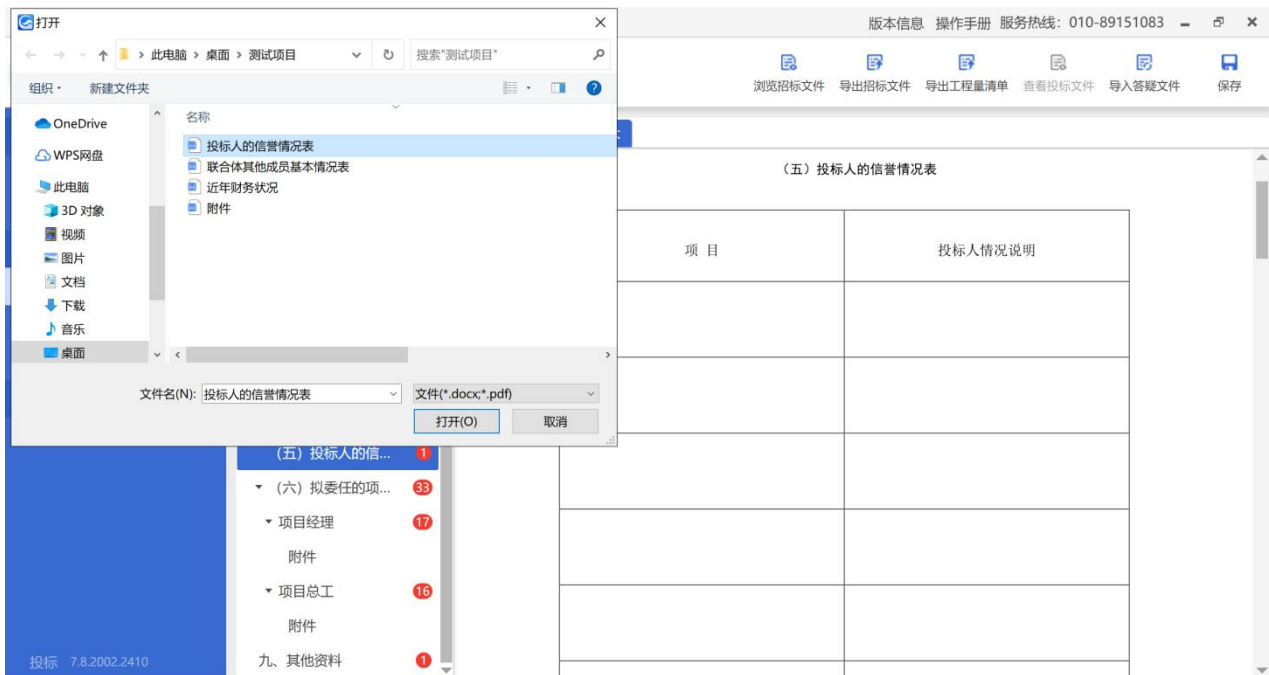 打开
版本信息 操作手册 服务热线：010-89151083
此电脑 > 桌面 > 测试项目
搜索"测试项目"
浏览招标文件 导出招标文件 导出工程量清单 查看投标文件 导入答疑文件 保存
组织 新建文件夹
名称
OneDrive
WPS网盘
此电脑
3D 对象
视频
图片
文档
下载
音乐
桌面
投标人的信誉情况表
联合体其他成员基本情况表
近年财务状况
附件
文件名(N): 投标人的信誉情况表
文件(*.docx;*.pdf)
打开(O) 取消
（五）投标人的信... 1
（六）拟委任的项... 33
项目经理 17
附件
项目总工 16
附件
九、其他资料 1
投标 7.8.2002.2410
（五）投标人的信誉情况表
项 目 投标人情况说明